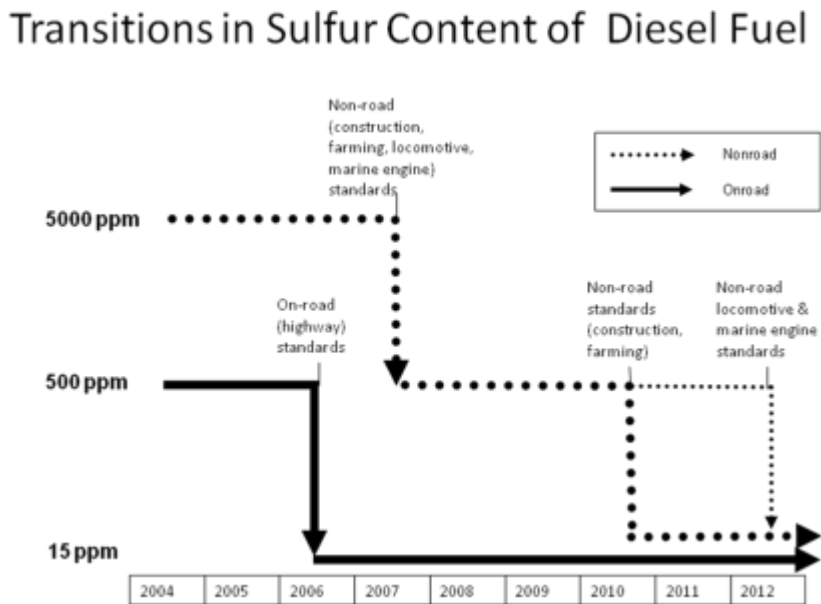 Transitions in Sulfur Content of Diesel Fuel
Non-road
(construction,
farming, locomotive,
marine engine)
standards
Nonroad
Onroad
5000 ppm
On-road
(highway)
standards
Non-road
standards
(construction,
farming)
Non-road
locomotive &
marine engine
standards
500 ppm
15 ppm
2004 2005 2006 2007 2008 2009 2010 2011 2012